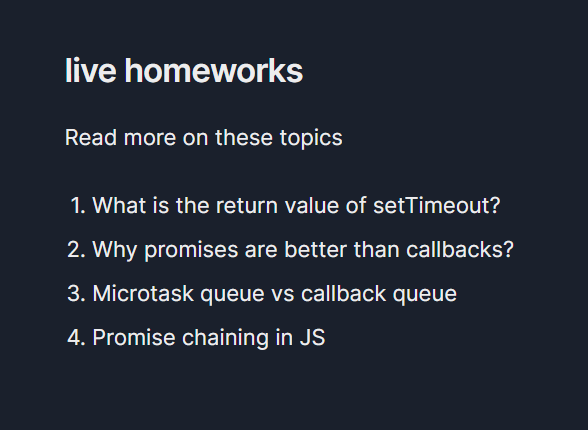 live homeworks
Read more on these topics
1. What is the return value of setTimeout?
2. Why promises are better than callbacks?
3. Microtask queue vs callback queue
4. Promise chaining in JS